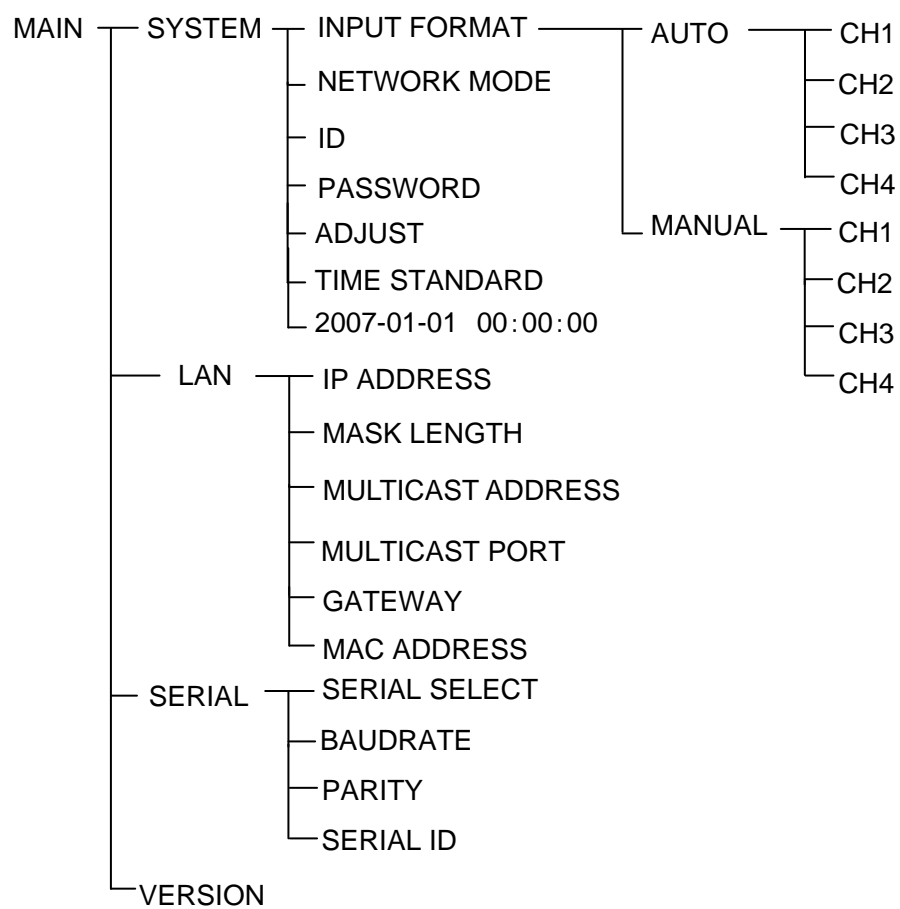 MAIN SYSTEM INPUT FORMAT AUTO CH1
NETWORK MODE CH2
ID CH3
PASSWORD CH4
ADJUST MANUAL CH1
TIME STANDARD CH2
2007-01-01 00:00:00 CH3
LAN IP ADDRESS CH4
MASK LENGTH
MULTICAST ADDRESS
MULTICAST PORT
GATEWAY
MAC ADDRESS
SERIAL SERIAL SELECT
BAUDRATE
PARITY
SERIAL ID
VERSION